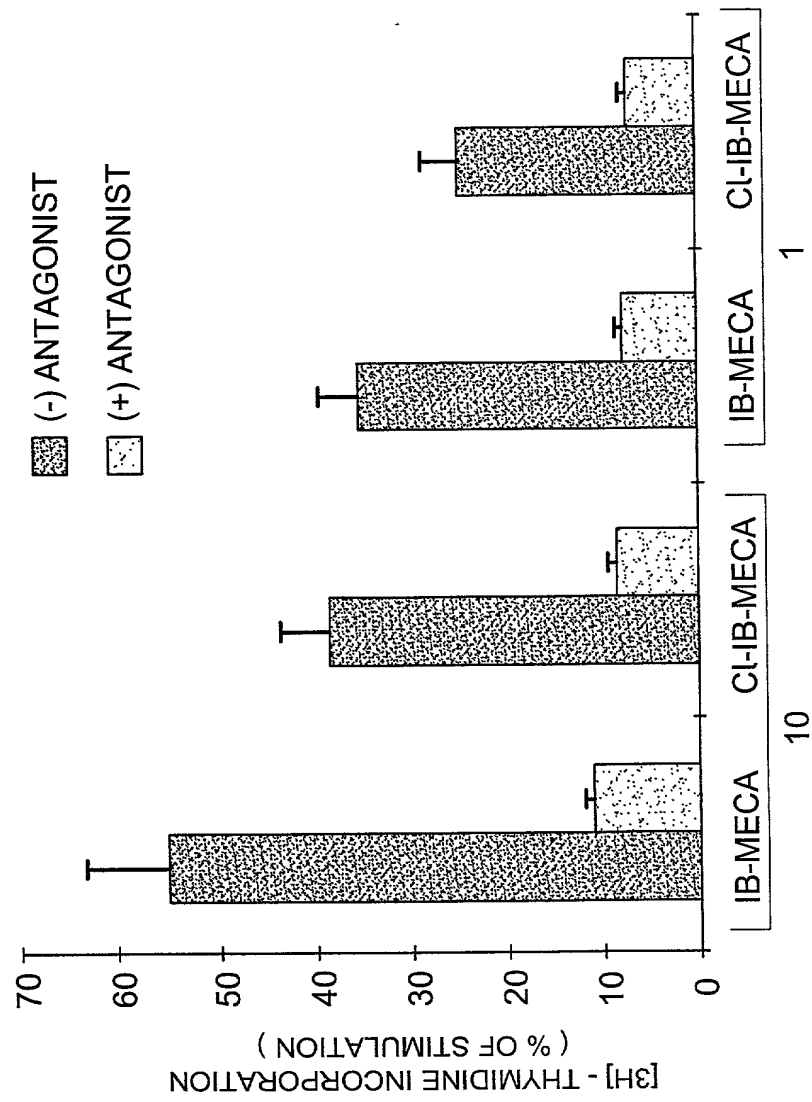 [3H] - THYMIDINE INCORPORATION
( % OF STIMULATION )
70
60
50
40
30
20
10
0
(-) ANTAGONIST
(+) ANTAGONIST
IB-MECA
Cl-IB-MECA
IB-MECA
Cl-IB-MECA
10
1